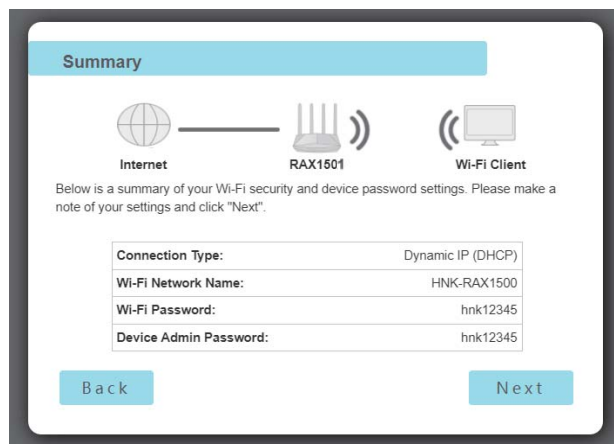 Summary
Internet
RAX1501
Wi-Fi Client
Below is a summary of your Wi-Fi security and device password settings. Please make a
note of your settings and click "Next".
Connection Type: Dynamic IP (DHCP)
Wi-Fi Network Name: HNK-RAX1500
Wi-Fi Password: hnk12345
Device Admin Password: hnk12345
Back
Next